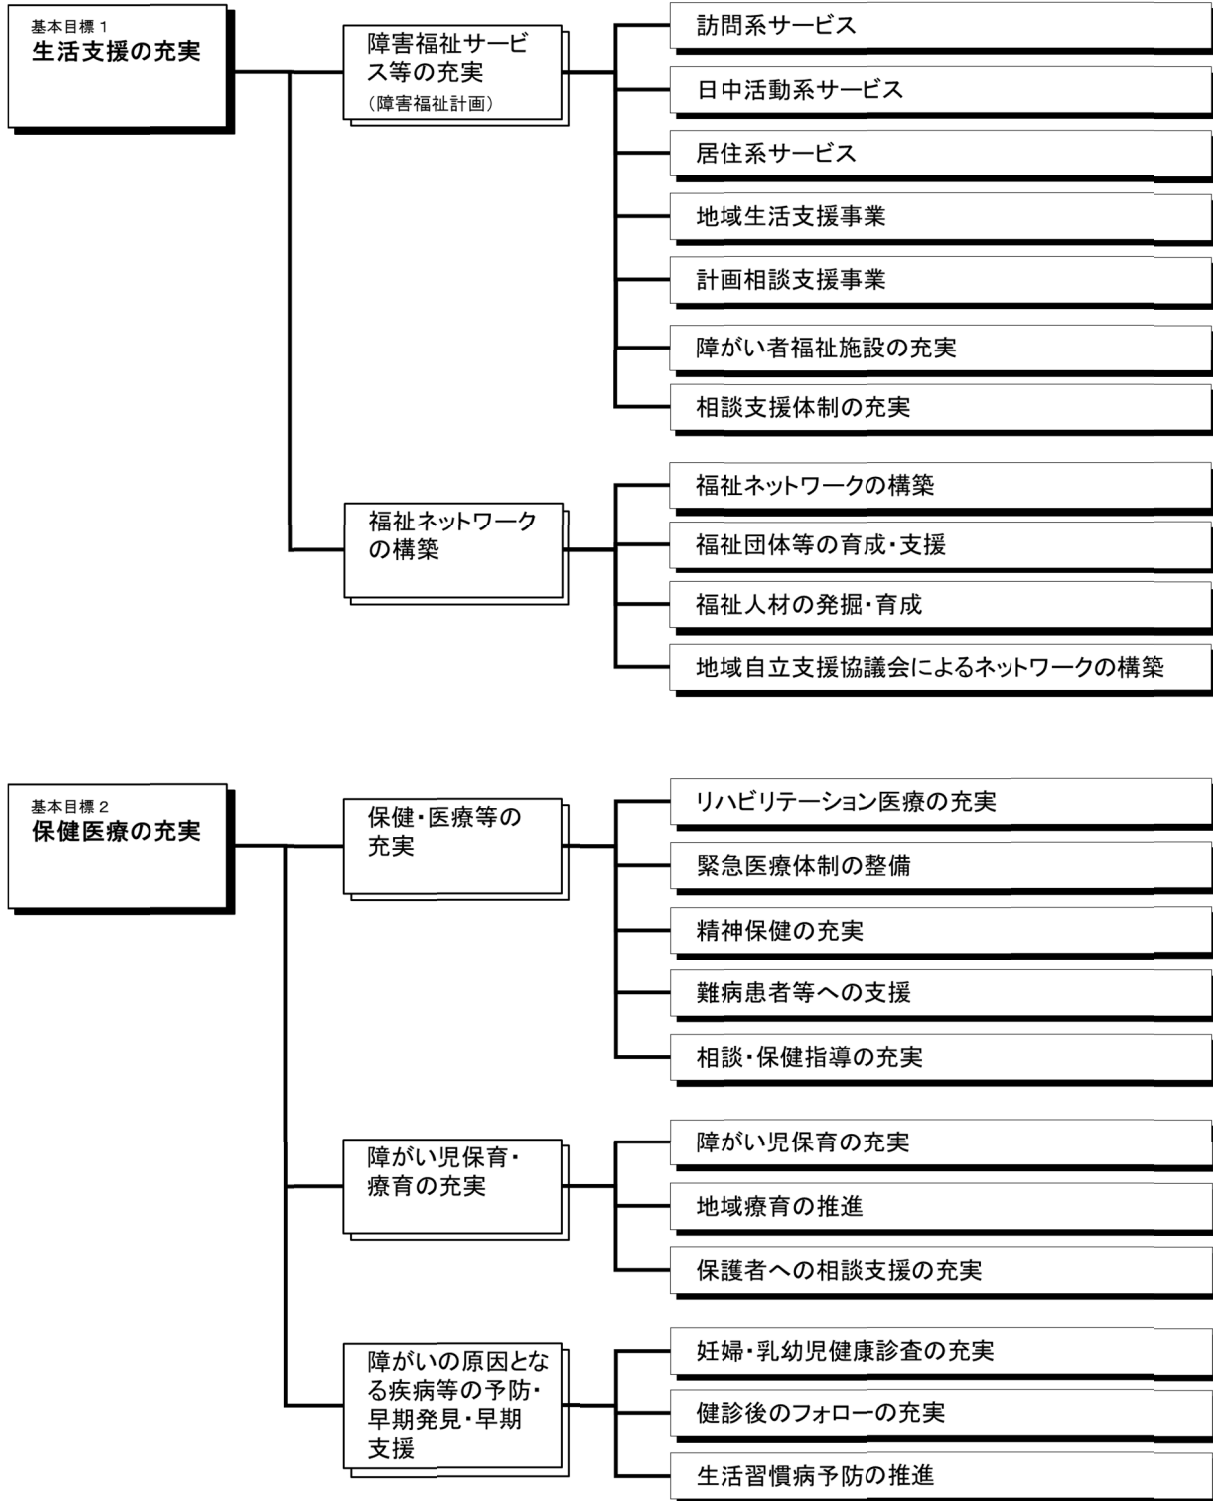 基本目標１
生活支援の充実
障害福祉サービ
ス等の充実
（障害福祉計画）
訪問系サービス
日中活動系サービス
居住系サービス
地域生活支援事業
計画相談支援事業
障がい者福祉施設の充実
相談支援体制の充実
福祉ネットワーク
の構築
福祉ネットワークの構築
福祉団体等の育成・支援
福祉人材の発掘・育成
地域自立支援協議会によるネットワークの構築
基本目標２
保健医療の充実
保健・医療等の
充実
リハビリテーション医療の充実
緊急医療体制の整備
精神保健の充実
難病患者等への支援
相談・保健指導の充実
障がい児保育・
療育の充実
障がい児保育の充実
地域療育の推進
保護者への相談支援の充実
障がいの原因とな
る疾病等の予防・
早期発見・早期
支援
妊婦・乳幼児健康診査の充実
健診後のフォローの充実
生活習慣病予防の推進